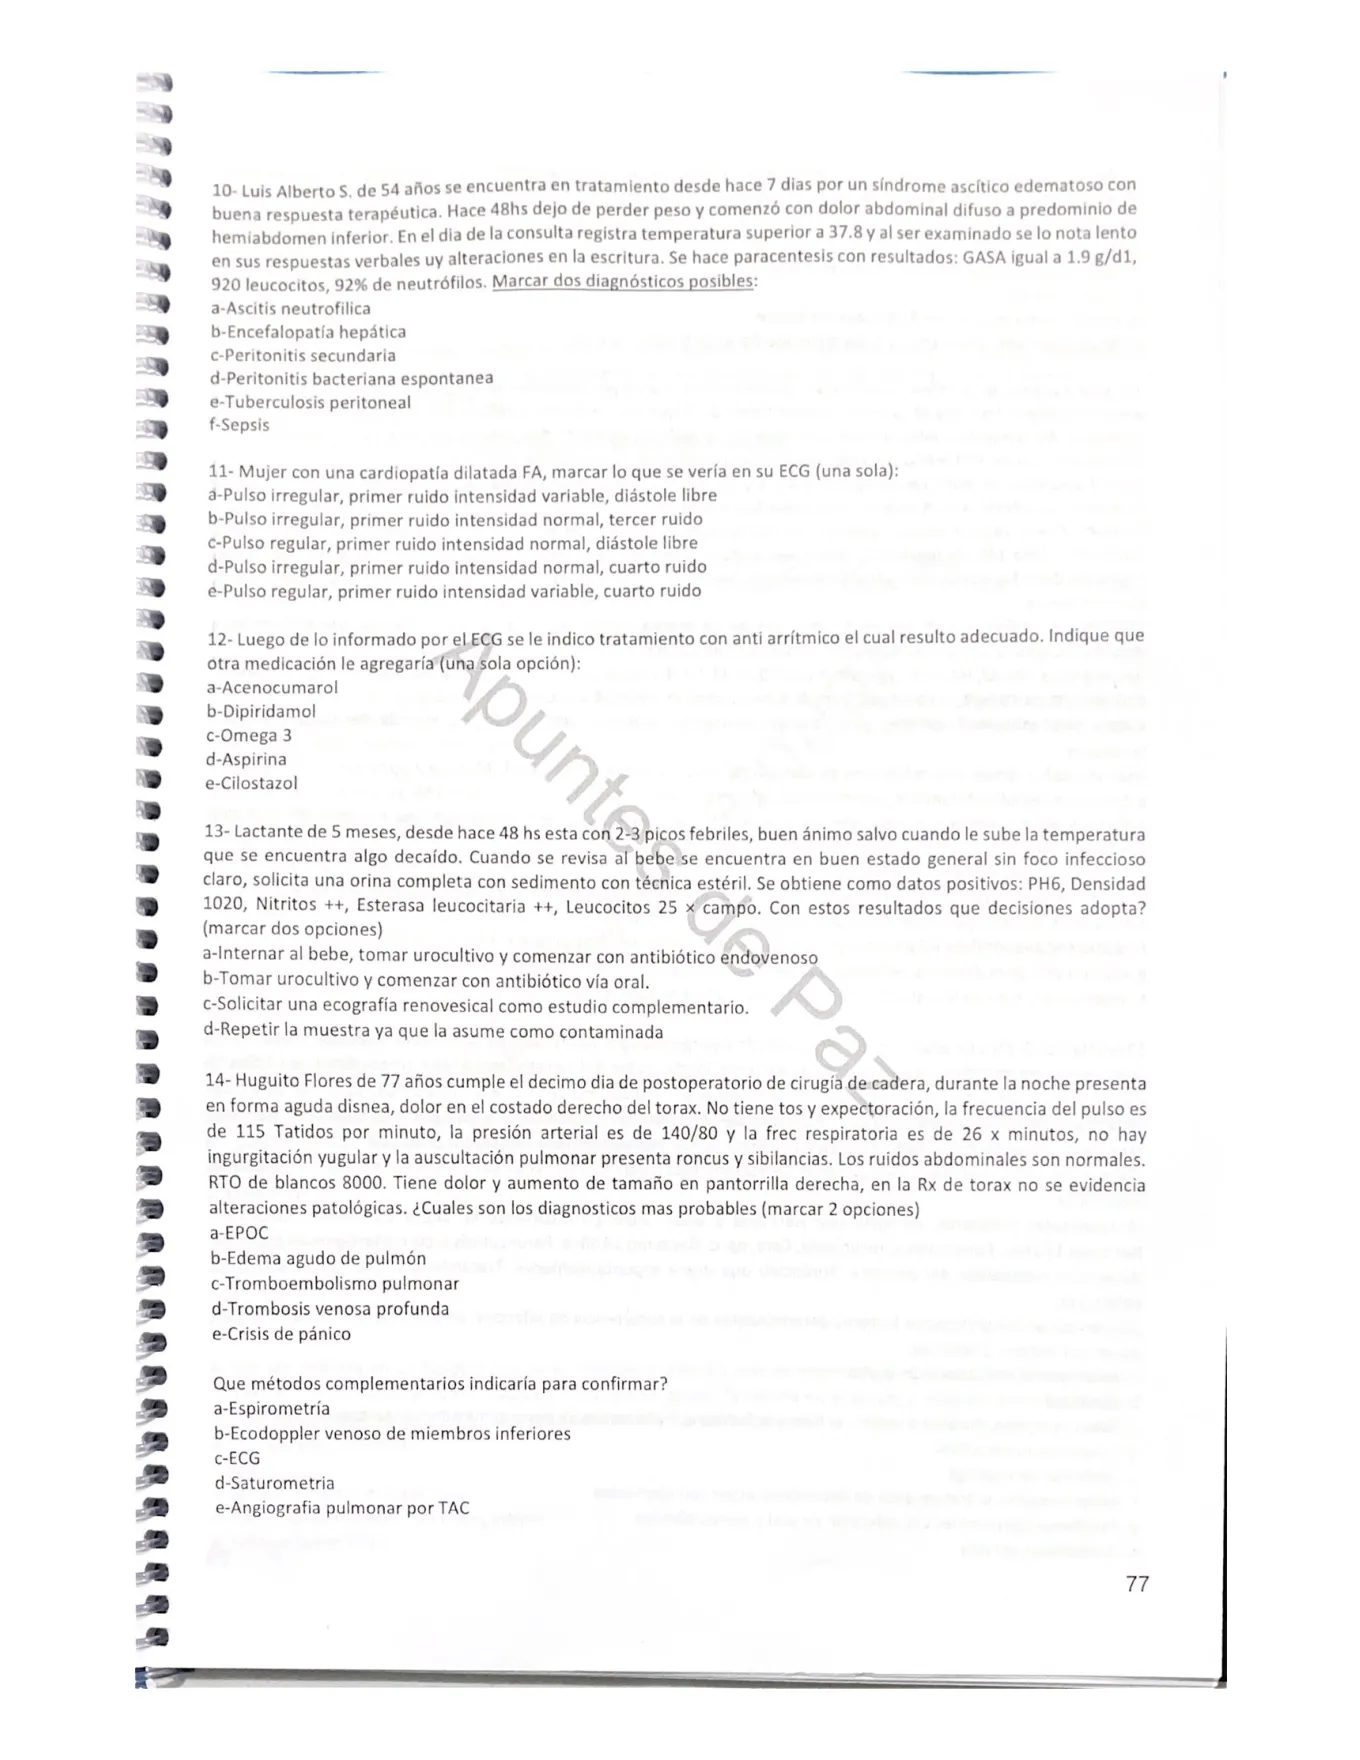 10- Luis Alberto S. de 54 años se encuentra en tratamiento desde hace 7 dias por un síndrome ascítico edematoso con
buena respuesta terapéutica. Hace 48hs dejo de perder peso y comenzó con dolor abdominal difuso a predominio de
hemiabdomen inferior. En el dia de la consulta registra temperatura superior a 37.8 y al ser examinado se lo nota lento
en sus respuestas verbales uy alteraciones en la escritura. Se hace paracentesis con resultados: GASA igual a 1.9 g/d1,
920 leucocitos, 92% de neutrófilos. Marcar dos diagnósticos posibles:
a-Ascitis neutrofilica
b-Encefalopatía hepática
c-Peritonitis secundaria
d-Peritonitis bacteriana espontanea
e-Tuberculosis peritoneal
f-Sepsis
11- Mujer con una cardiopatía dilatada FA, marcar lo que se vería en su ECG (una sola):
a-Pulso irregular, primer ruido intensidad variable, diástole libre
b-Pulso irregular, primer ruido intensidad normal, tercer ruido
c-Pulso regular, primer ruido intensidad normal, diástole libre
d-Pulso irregular, primer ruido intensidad normal, cuarto ruido
e-Pulso regular, primer ruido intensidad variable, cuarto ruido
12- Luego de lo informado por el ECG se le indico tratamiento con anti arrítmico el cual resulto adecuado. Indique que
otra medicación le agregaría (una sola opción):
a-Acenocumarol
b-Dipiridamol
c-Omega 3
d-Aspirina
e-Cilostazol
13- Lactante de 5 meses, desde hace 48 hs esta con 2-3 picos febriles, buen ánimo salvo cuando le sube la temperatura
que se encuentra algo decaído. Cuando se revisa al bebe se encuentra en buen estado general sin foco infeccioso
claro, solicita una orina completa con sedimento con técnica estéril. Se obtiene como datos positivos: PH6, Densidad
1020, Nitritos ++, Esterasa leucocitaria ++, Leucocitos 25 x campo. Con estos resultados que decisiones adopta?
(marcar dos opciones)
a-Internar al bebe, tomar urocultivo y comenzar con antibiótico endovenoso
b-Tomar urocultivo y comenzar con antibiótico vía oral.
c-Solicitar una ecografía renovesical como estudio complementario.
d-Repetir la muestra ya que la asume como contaminada
14- Huguito Flores de 77 años cumple el decimo dia de postoperatorio de cirugía de cadera, durante la noche presenta
en forma aguda disnea, dolor en el costado derecho del torax. No tiene tos y expectoración, la frecuencia del pulso es
de 115 Tatidos por minuto, la presión arterial es de 140/80 y la frec respiratoria es de 26 x minutos, no hay
ingurgitación yugular y la auscultación pulmonar presenta roncus y sibilancias. Los ruidos abdominales son normales.
RTO de blancos 8000. Tiene dolor y aumento de tamaño en pantorrilla derecha, en la Rx de torax no se evidencia
alteraciones patológicas. ¿Cuales son los diagnosticos mas probables (marcar 2 opciones)
a-EPOC
b-Edema agudo de pulmón
c-Tromboembolismo pulmonar
d-Trombosis venosa profunda
e-Crisis de pánico
Que métodos complementarios indicaría para confirmar?
a-Espirometría
b-Ecodoppler venoso de miembros inferiores
c-ECG
d-Saturometria
e-Angiografia pulmonar por TAC
77
Apuntes de Paz